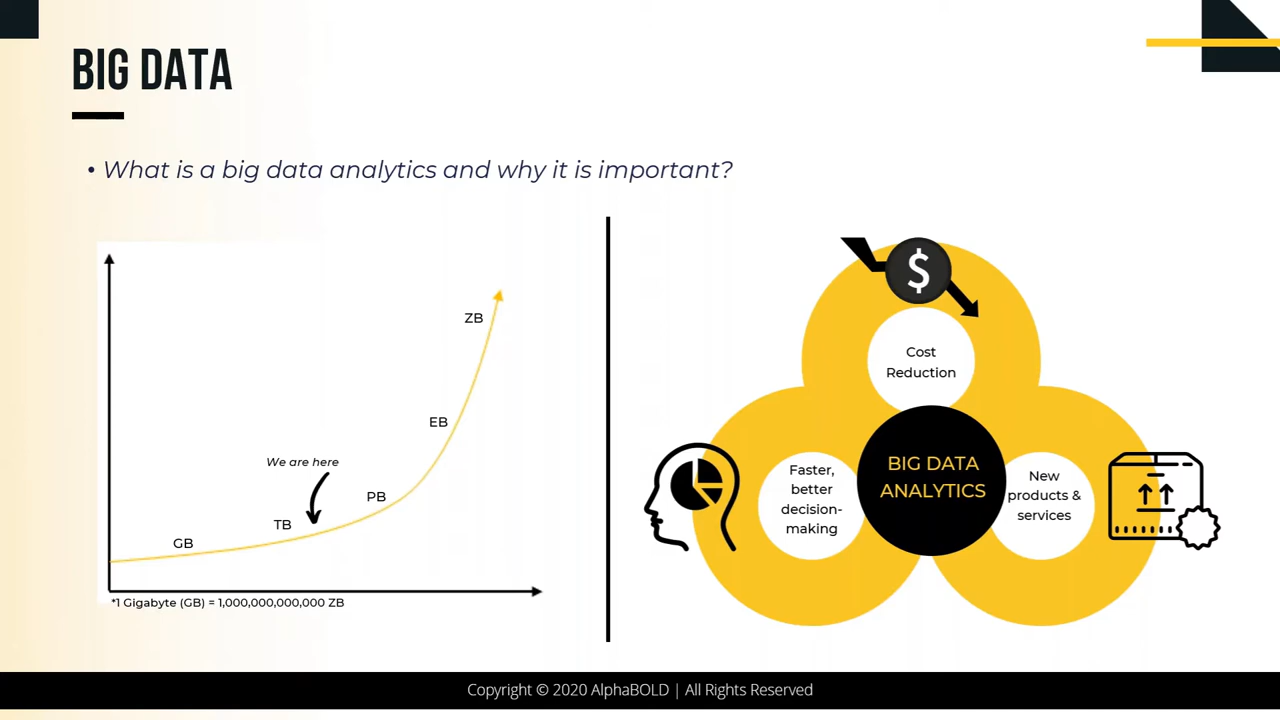 BIG DATA
• What is a big data analytics and why it is important?
ZB
EB
We are here
PB
TB
GB
*1 Gigabyte (GB) = 1,000,000,000,000 ZB
$
Cost
Reduction
BIG DATA
ANALYTICS
Faster,
better
decision-
making
New
products &
services
Copyright © 2020 AlphaBOLD | All Rights Reserved